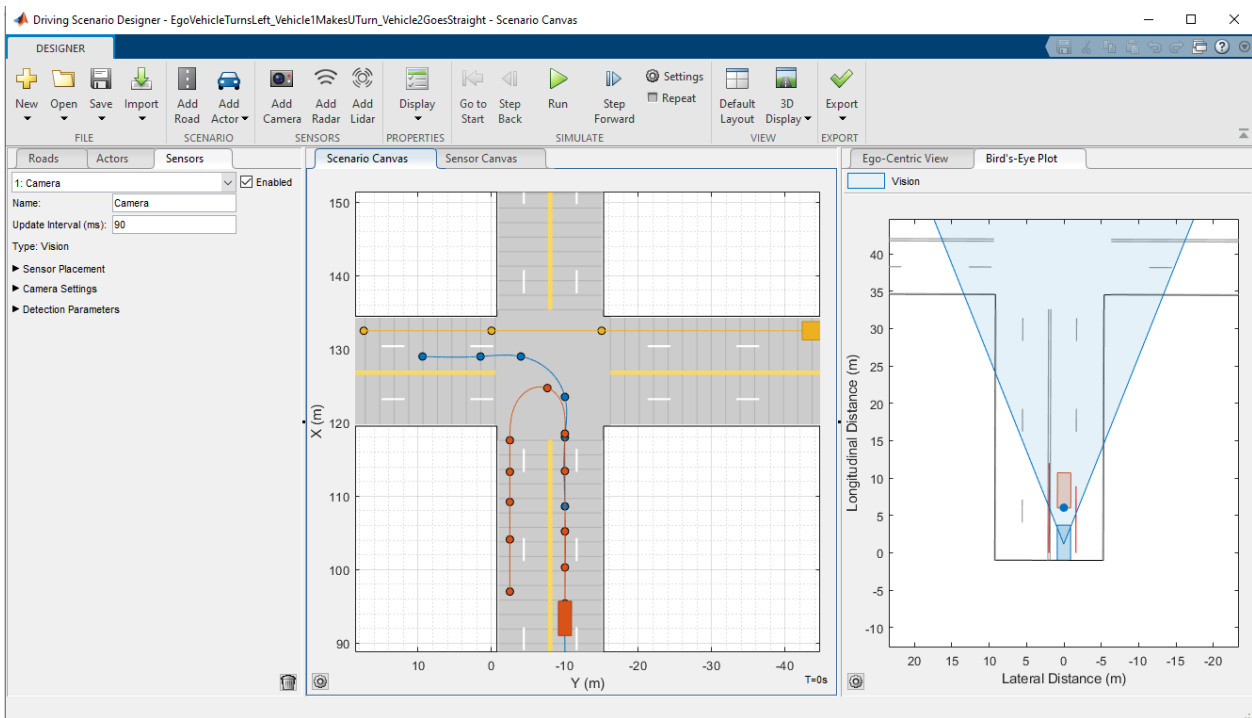 Driving Scenario Designer - EgoVehicleTurnsLeft_Vehicle1MakesUTurn_Vehicle2GoesStraight - Scenario Canvas
DESIGNER
New
Open
Save
Import
FILE
Add Road
Add Actor
SCENARIO
Add Camera
Add Radar
Add Lidar
SENSORS
Display
PROPERTIES
Go to Start
Step Back
Run
Step Forward
Settings
Repeat
SIMULATE
Default Layout
3D Display
VIEW
Export
EXPORT
Roads
Actors
Sensors
1: Camera
Enabled
Name:
Camera
Update Interval (ms):
90
Type: Vision
Sensor Placement
Camera Settings
Detection Parameters
Scenario Canvas
Sensor Canvas
150
140
130
120
110
100
90
X (m)
10
0
-10
-20
-30
-40
Y (m)
T=0s
Ego-Centric View
Bird's-Eye Plot
Vision
40
35
30
25
20
15
10
5
0
-5
-10
Longitudinal Distance (m)
20
15
10
5
0
-5
-10
-15
-20
Lateral Distance (m)